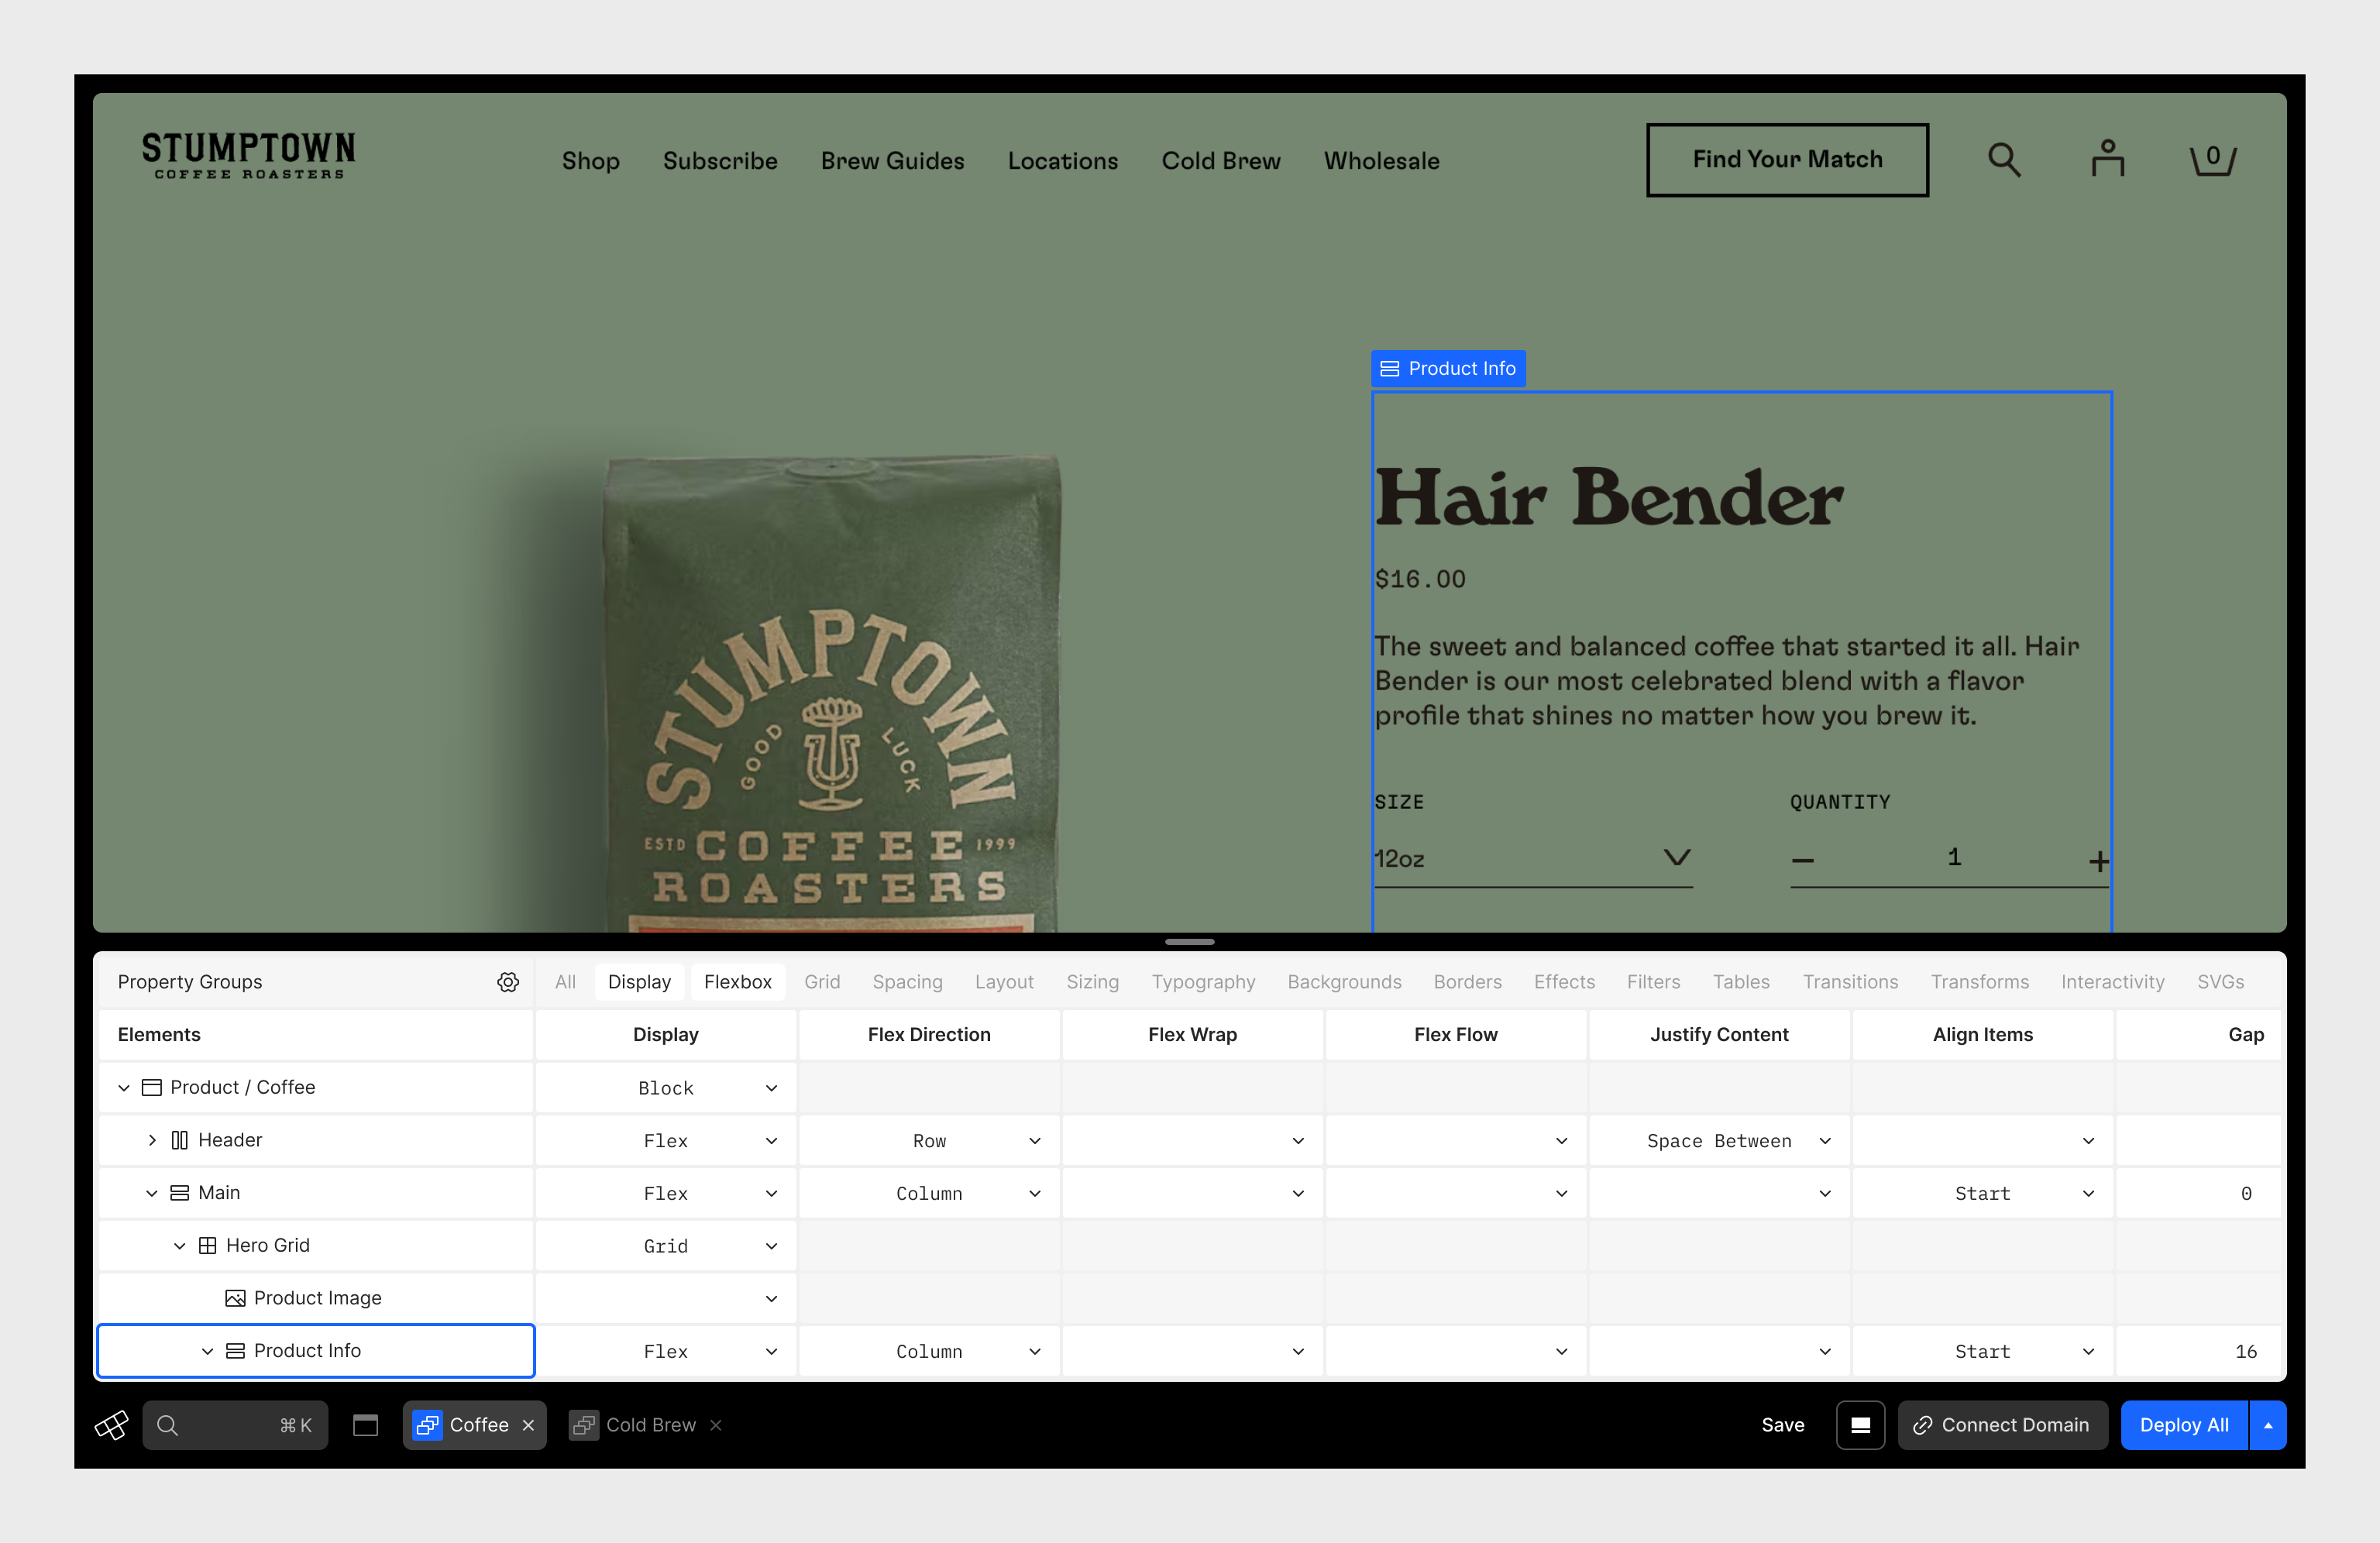 STUMPTOWN
COFFEE ROASTERS
Shop Subscribe Brew Guides Locations Cold Brew Wholesale
Find Your Match
0
Product Info
Hair Bender
$16.00
The sweet and balanced coffee that started it all. Hair
Bender is our most celebrated blend with a flavor
profile that shines no matter how you brew it.
SIZE
QUANTITY
12oz
− 1 +
STUMPTOWN
GOOD LUCK
ESTD COFFEE 1999
ROASTERS
Property Groups All Display Flexbox Grid Spacing Layout Sizing Typography Backgrounds Borders Effects Filters Tables Transitions Transforms Interactivity SVGs
Elements Display Flex Direction Flex Wrap Flex Flow Justify Content Align Items Gap
Product / Coffee Block
Header Flex Row Space Between
Main Flex Column Start 0
Hero Grid Grid
Product Image
Product Info Flex Column Start 16
⌘K Coffee × Cold Brew × Save Connect Domain Deploy All